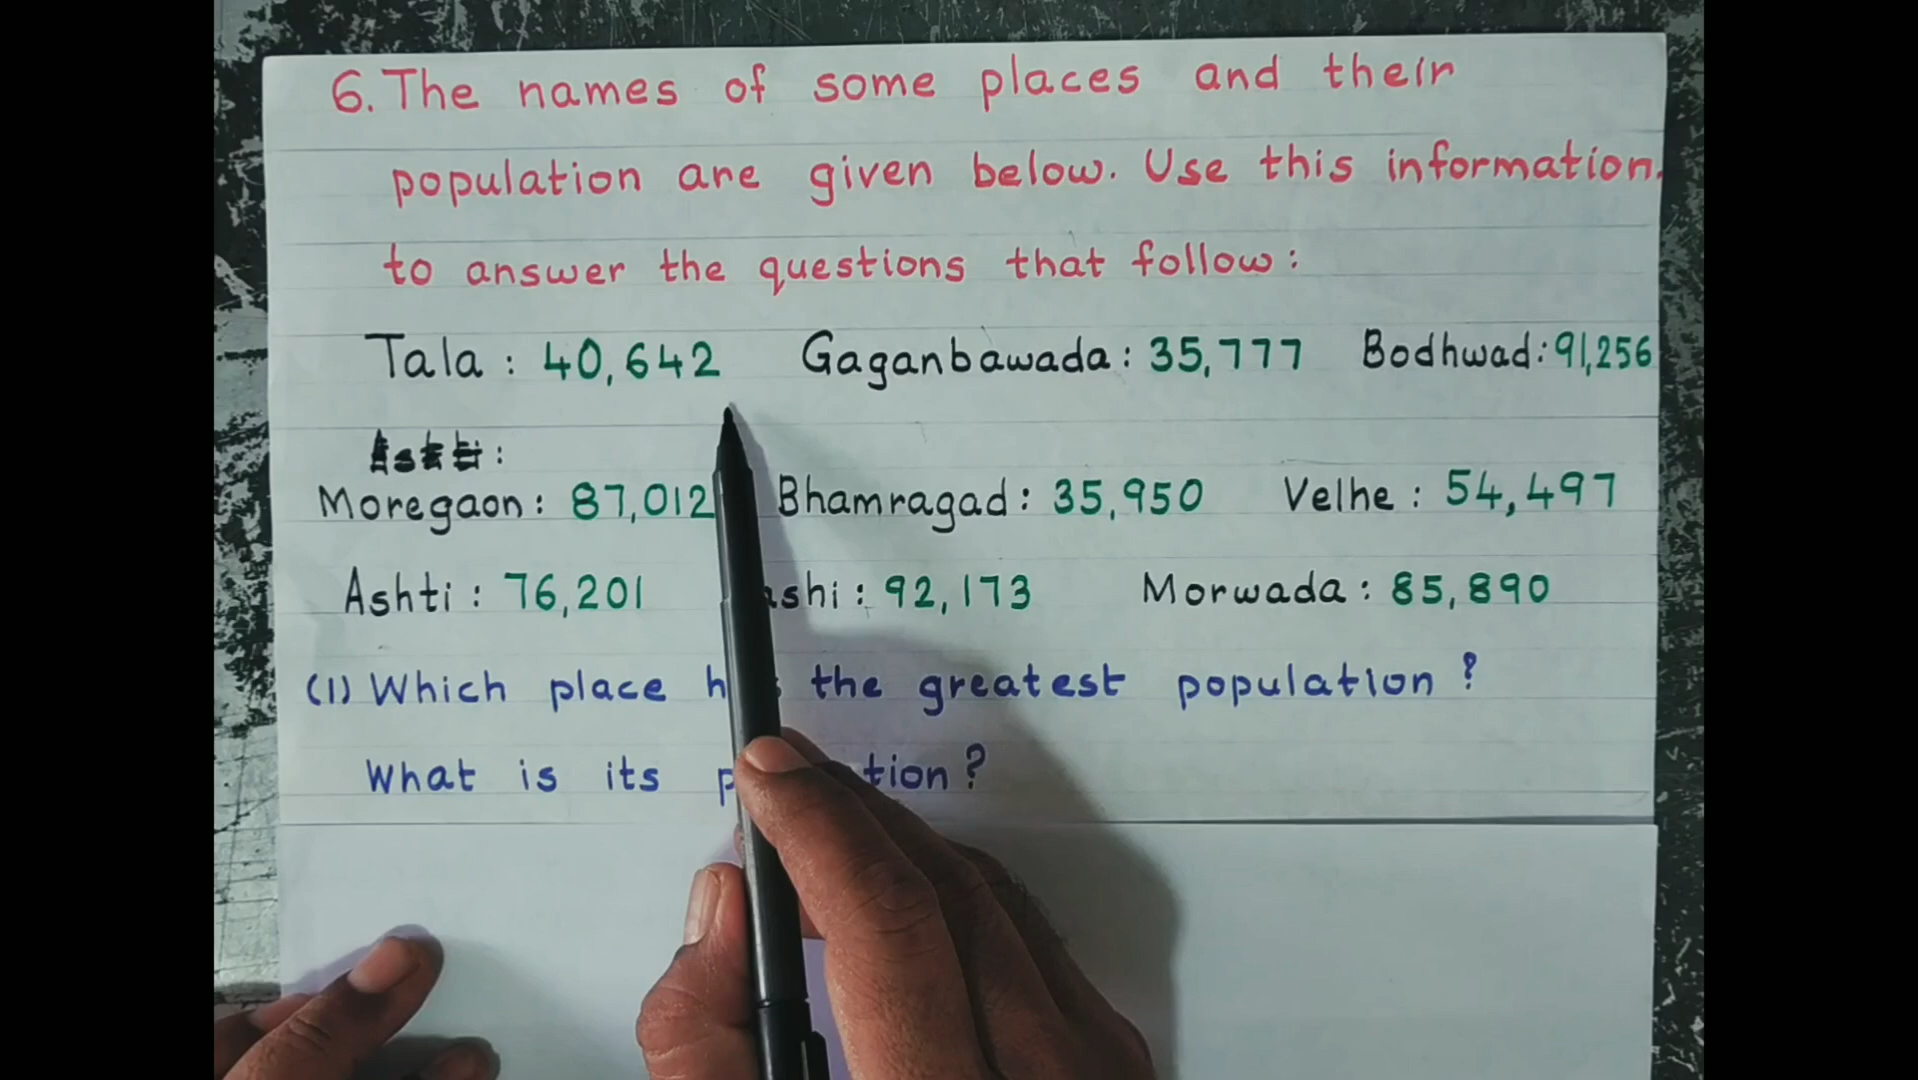 6. The names of some places and their
population are given below. Use this information.
to answer the questions that follow:
Tala : 40,642 Gaganbawada : 35,777 Bodhwad : 91,256
Moregaon : 87,012 Bhamragad : 35,950 Velhe : 54,497
Ashti : 76,201 : 92,173 Morwada : 85,890
(1) Which place the greatest population ?
What is its ?